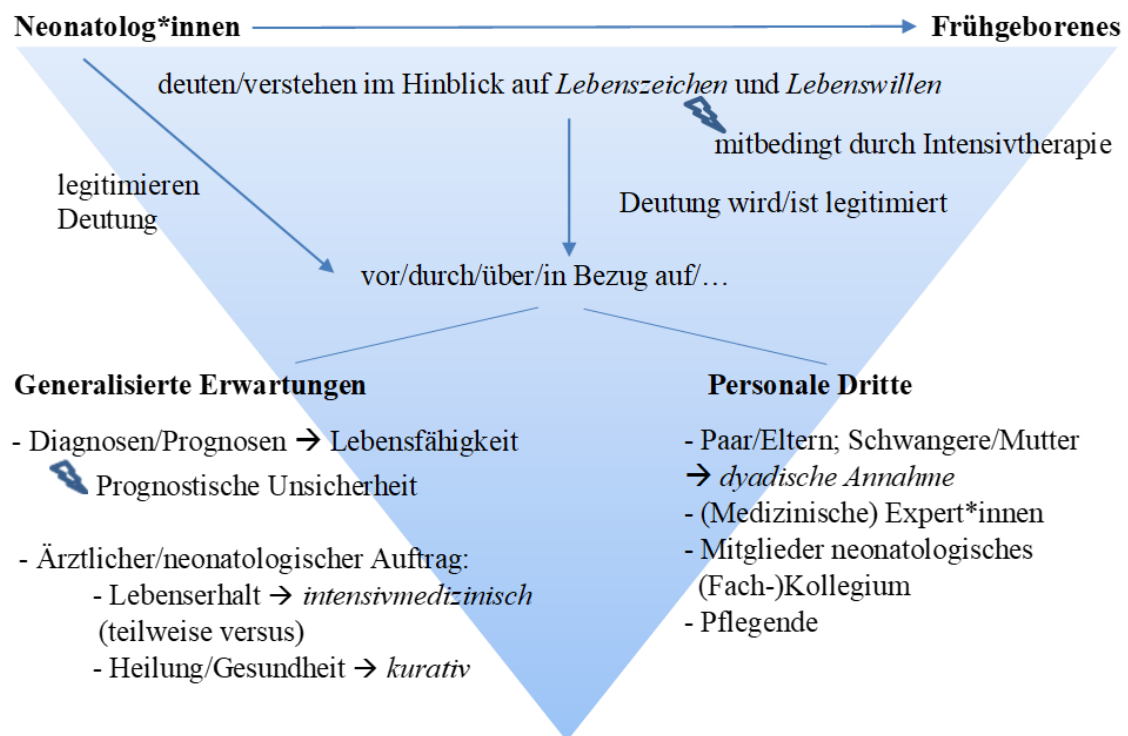 Neonatolog*innen
Frühgeborenes
deuten/verstehen im Hinblick auf Lebenszeichen und Lebenswillen
mitbedingt durch Intensivtherapie
legitimieren
Deutung
Deutung wird/ist legitimiert
vor/durch/über/in Bezug auf/…
Generalisierte Erwartungen
- Diagnosen/Prognosen → Lebensfähigkeit
Prognostische Unsicherheit
- Ärztlicher/neonatologischer Auftrag:
- Lebenserhalt → intensivmedizinisch
(teilweise versus)
- Heilung/Gesundheit → kurativ
Personale Dritte
- Paar/Eltern; Schwangere/Mutter
→ dyadische Annahme
- (Medizinische) Expert*innen
- Mitglieder neonatologisches
(Fach-)Kollegium
- Pflegende